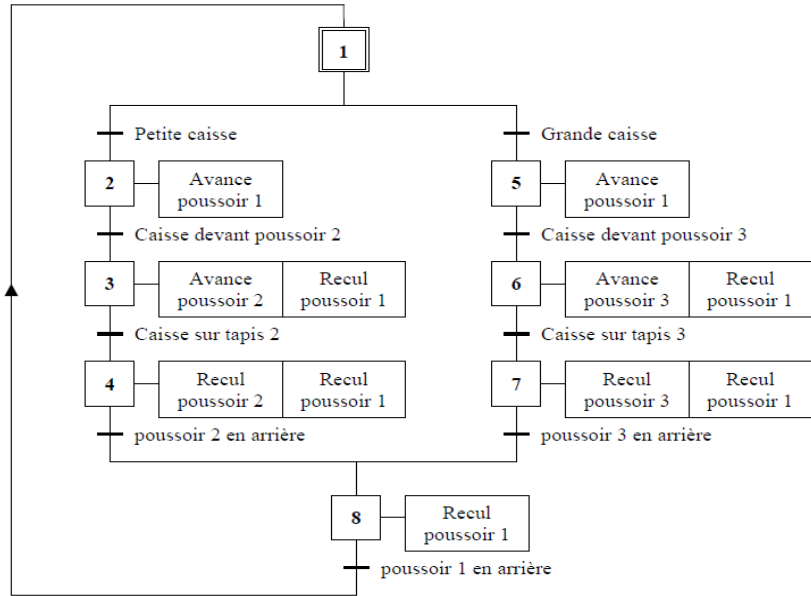 1
Petite caisse
Grande caisse
2
Avance
poussoir 1
5
Avance
poussoir 1
Caisse devant poussoir 2
Caisse devant poussoir 3
3
Avance
poussoir 2
Recul
poussoir 1
6
Avance
poussoir 3
Recul
poussoir 1
Caisse sur tapis 2
Caisse sur tapis 3
4
Recul
poussoir 2
Recul
poussoir 1
7
Recul
poussoir 3
Recul
poussoir 1
poussoir 2 en arrière
poussoir 3 en arrière
8
Recul
poussoir 1
poussoir 1 en arrière